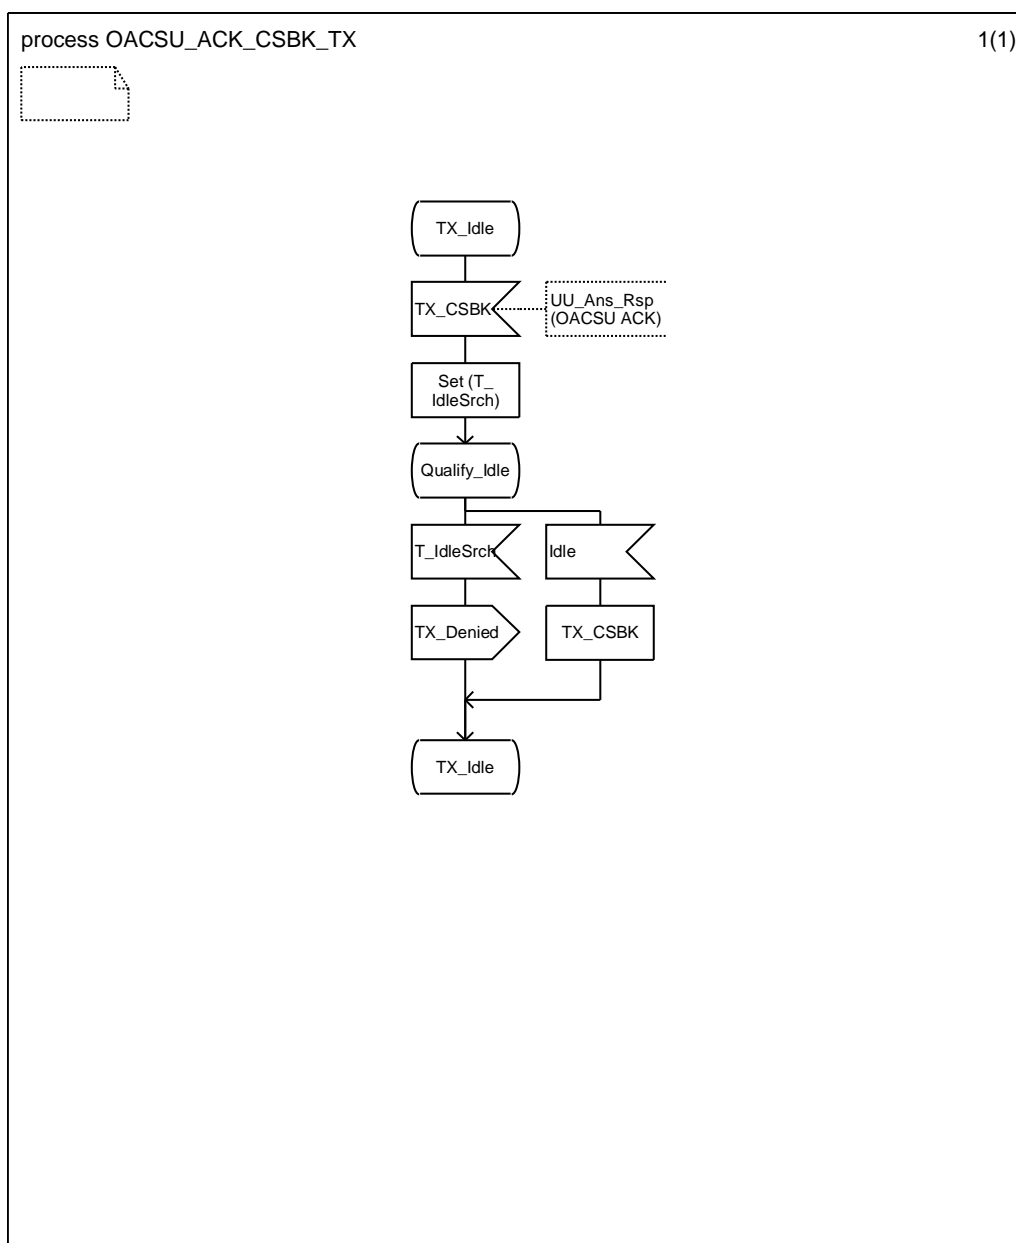 process OACSU_ACK_CSBK_TX 1(1)
TX_Idle
TX_CSBK
UU_Ans_Rsp
(OACSU ACK)
Set (T_
IdleSrch)
Qualify_Idle
T_IdleSrch
Idle
TX_Denied
TX_CSBK
TX_Idle